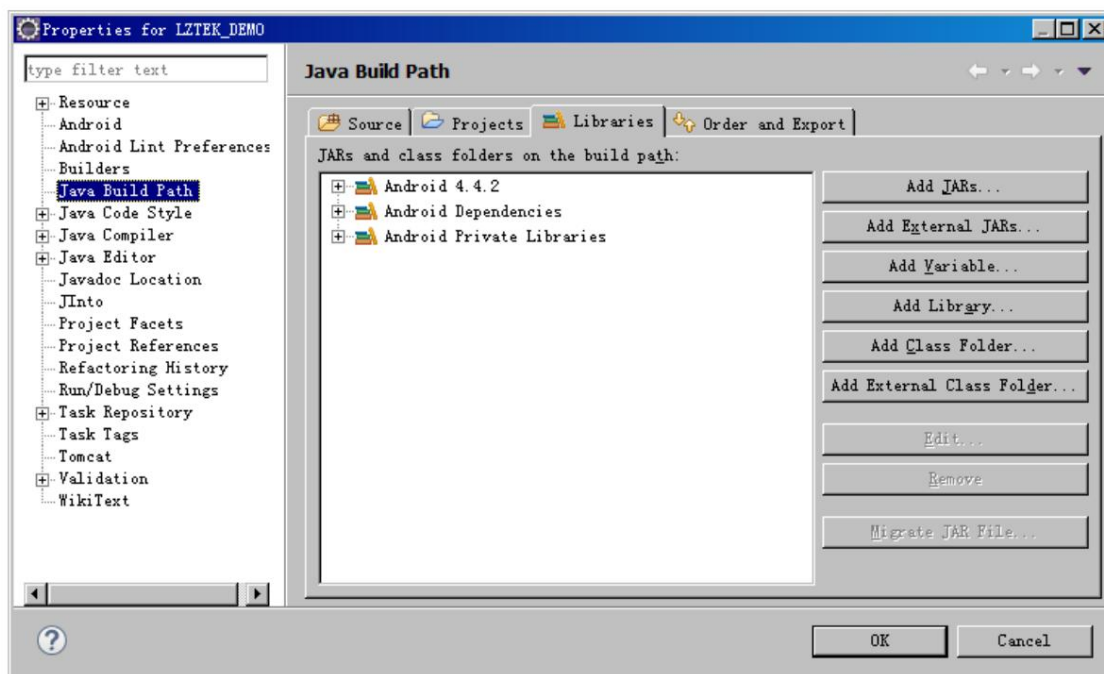 Properties for LZTEK_DEMO
type filter text
Resource
Android
Android Lint Preferences
Builders
Java Build Path
Java Code Style
Java Compiler
Java Editor
Javadoc Location
JInto
Project Facets
Project References
Refactoring History
Run/Debug Settings
Task Repository
Task Tags
Tomcat
Validation
WikiText
Java Build Path
Source Projects Libraries Order and Export
JARs and class folders on the build path:
Android 4.4.2
Android Dependencies
Android Private Libraries
Add JARs...
Add External JARs...
Add Variable...
Add Library...
Add Class Folder...
Add External Class Folder...
Edit...
Remove
Migrate JAR File...
OK Cancel